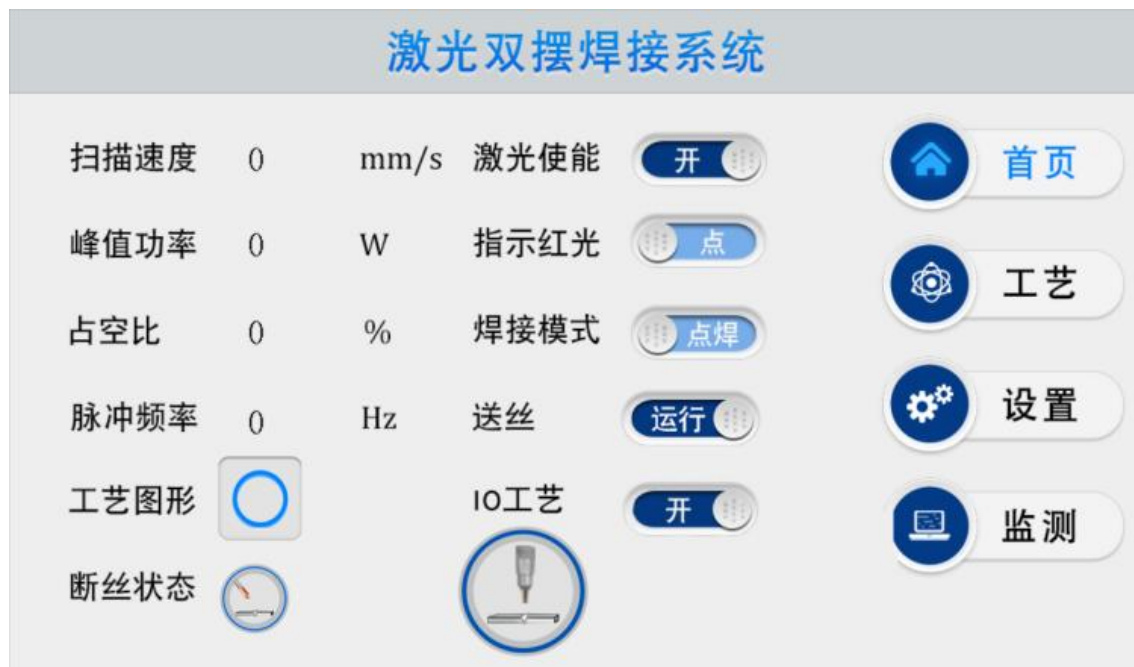 激光双摆焊接系统
扫描速度 0 mm/s 激光使能 开 首页
峰值功率 0 W 指示红光 点 工艺
占空比 0 % 焊接模式 点焊
脉冲频率 0 Hz 送丝 运行 设置
工艺图形 IO工艺 开 监测
断丝状态